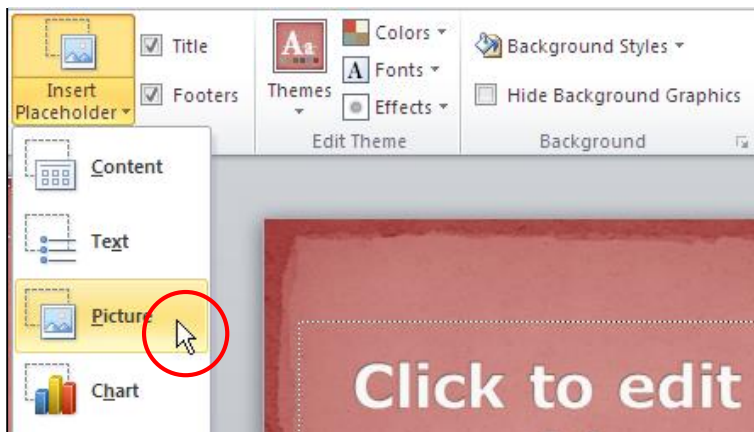 Title
Insert
Placeholder
Footers
Aa
Themes
Colors
A Fonts
Effects
Edit Theme
Background Styles
Hide Background Graphics
Background
Content
Text
Picture
Chart
Click to edit